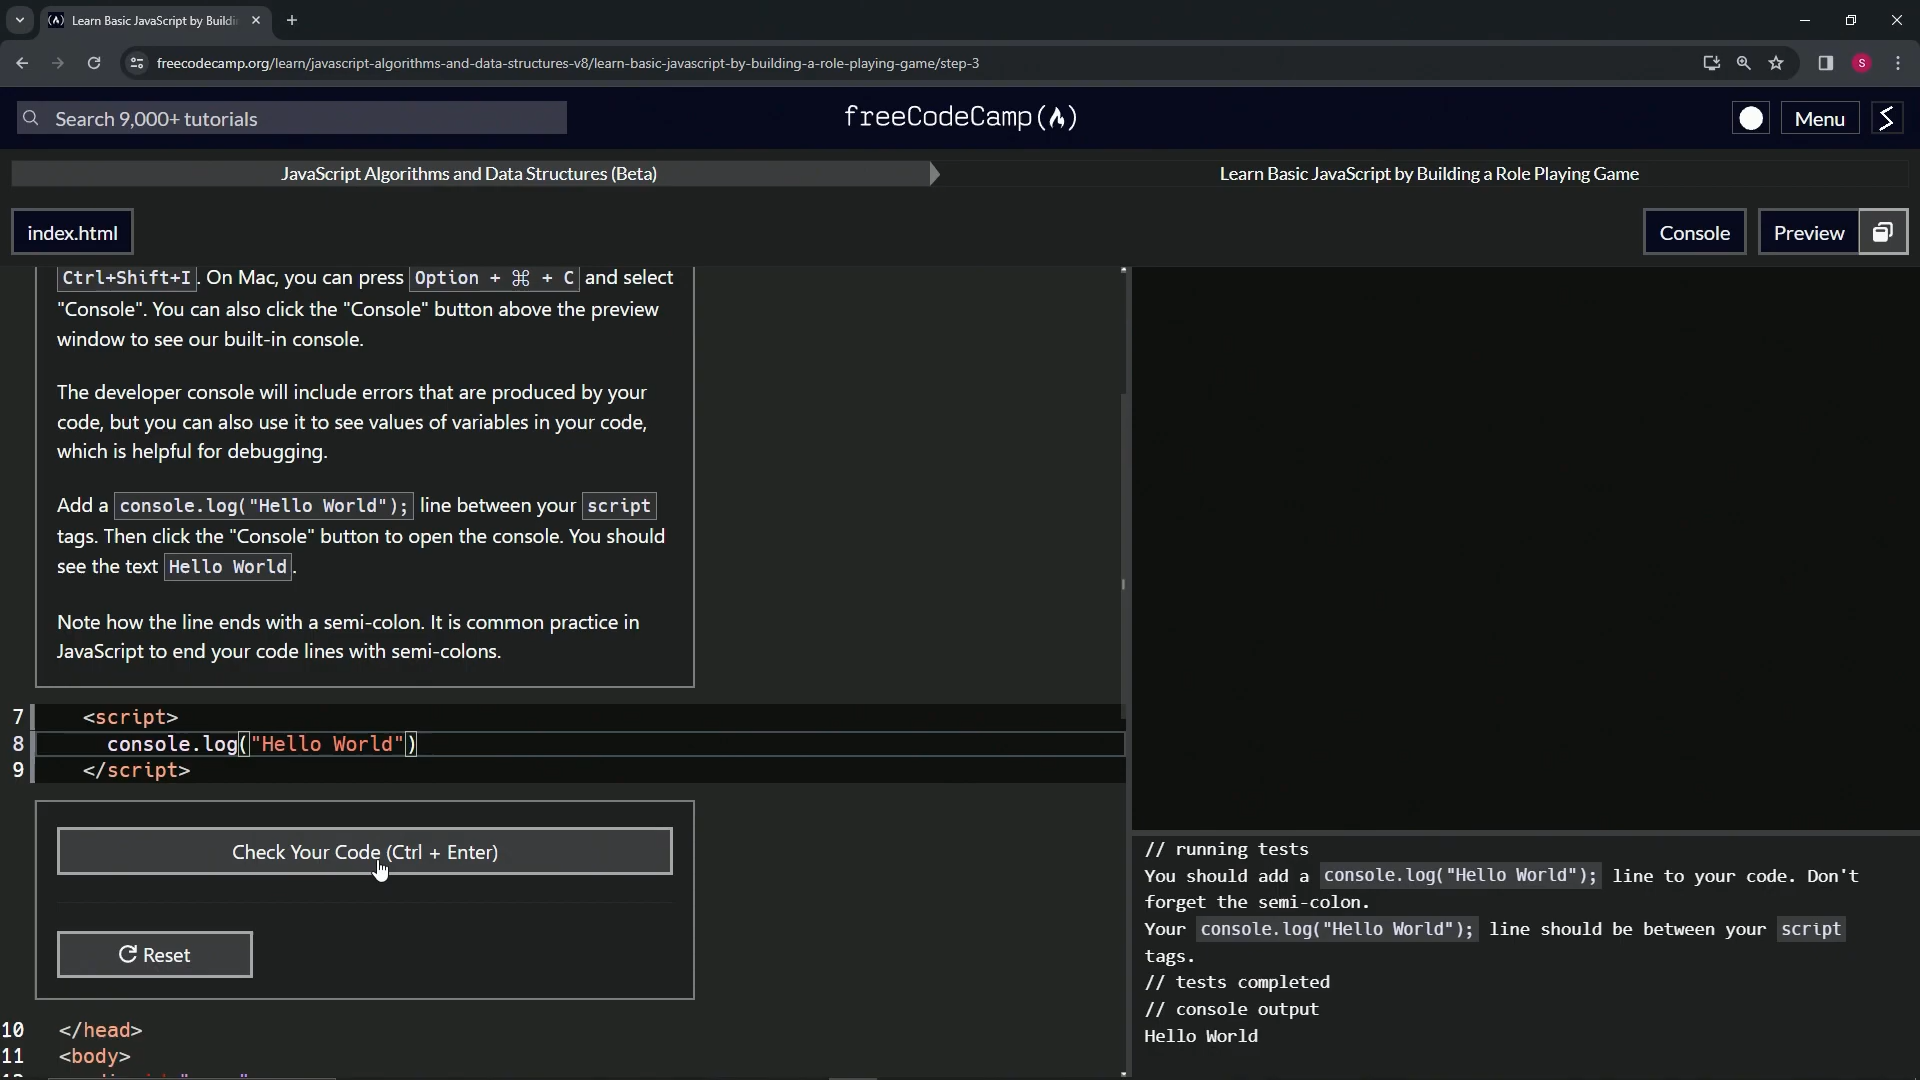 Learn Basic JavaScript by Buildi
freecodecamp.org/learn/javascript-algorithms-and-data-structures-v8/learn-basic-javascript-by-building-a-role-playing-game/step-3
S
Search 9,000+ tutorials
freeCodeCamp(🔥)
Menu
JavaScript Algorithms and Data Structures (Beta)
Learn Basic JavaScript by Building a Role Playing Game
index.html
Console
Preview
Ctrl+Shift+I. On Mac, you can press Option + ⌘ + C and select
"Console". You can also click the "Console" button above the preview
window to see our built-in console.
The developer console will include errors that are produced by your
code, but you can also use it to see values of variables in your code,
which is helpful for debugging.
Add a console.log("Hello World"); line between your script
tags. Then click the "Console" button to open the console. You should
see the text Hello World.
Note how the line ends with a semi-colon. It is common practice in
JavaScript to end your code lines with semi-colons.
7 <script>
8 console.log("Hello World")
9 </script>
Check Your Code (Ctrl + Enter)
Reset
10 </head>
11 <body>
// running tests
You should add a console.log("Hello World"); line to your code. Don't
forget the semi-colon.
Your console.log("Hello World"); line should be between your script
tags.
// tests completed
// console output
Hello World